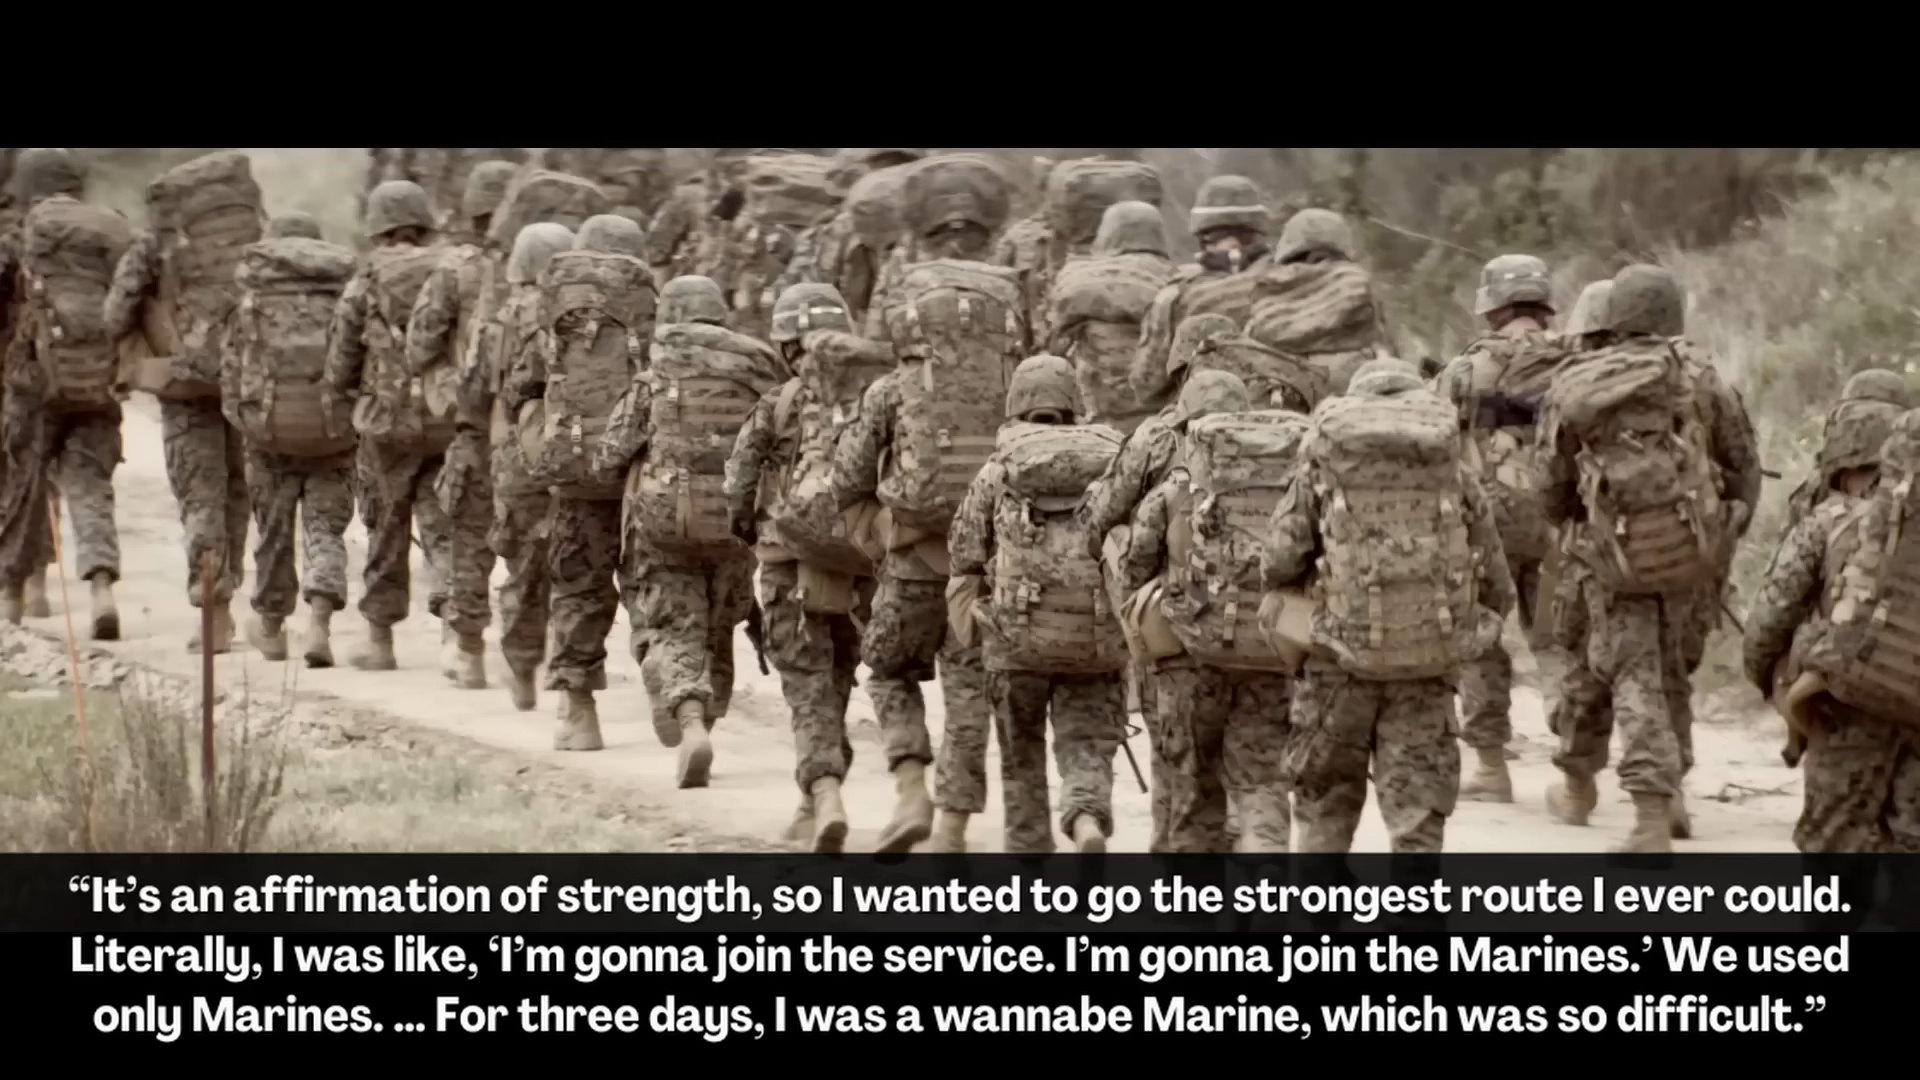 “It’s an affirmation of strength, so I wanted to go the strongest route I ever could.
Literally, I was like, ‘I’m gonna join the service. I’m gonna join the Marines.’ We used
only Marines. ... For three days, I was a wannabe Marine, which was so difficult.”